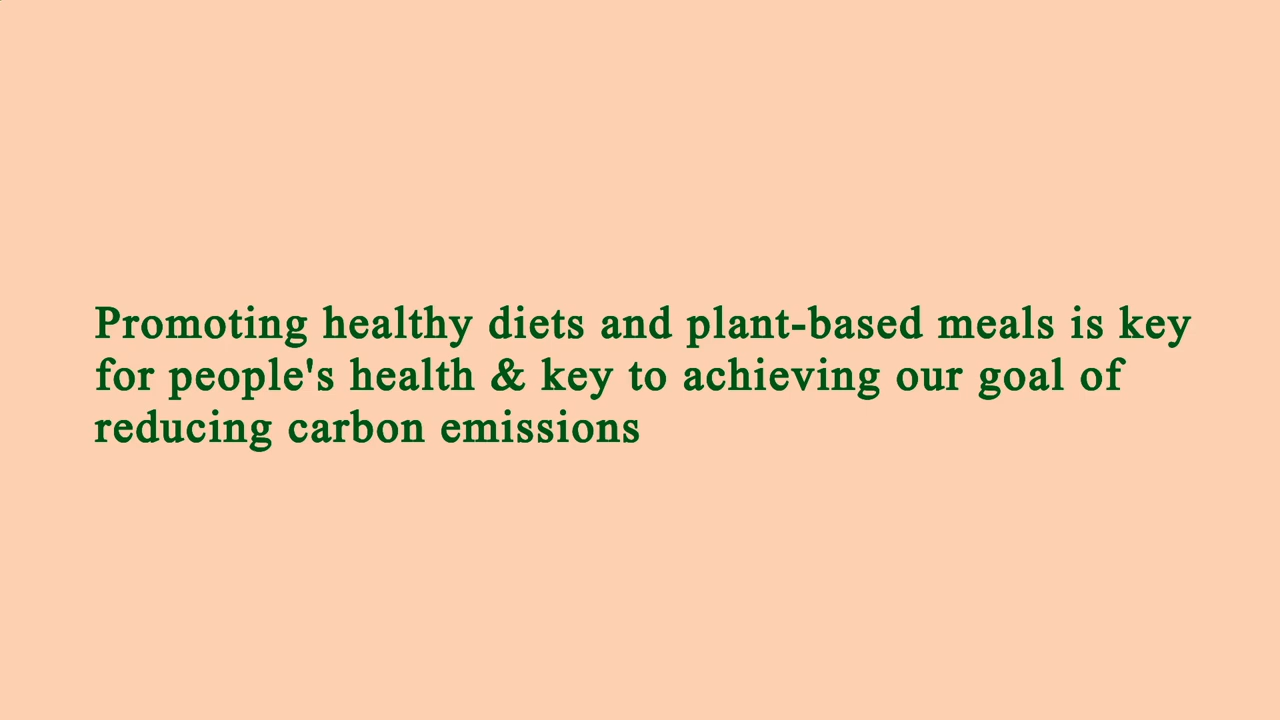 Promoting healthy diets and plant-based meals is key
for people's health & key to achieving our goal of
reducing carbon emissions